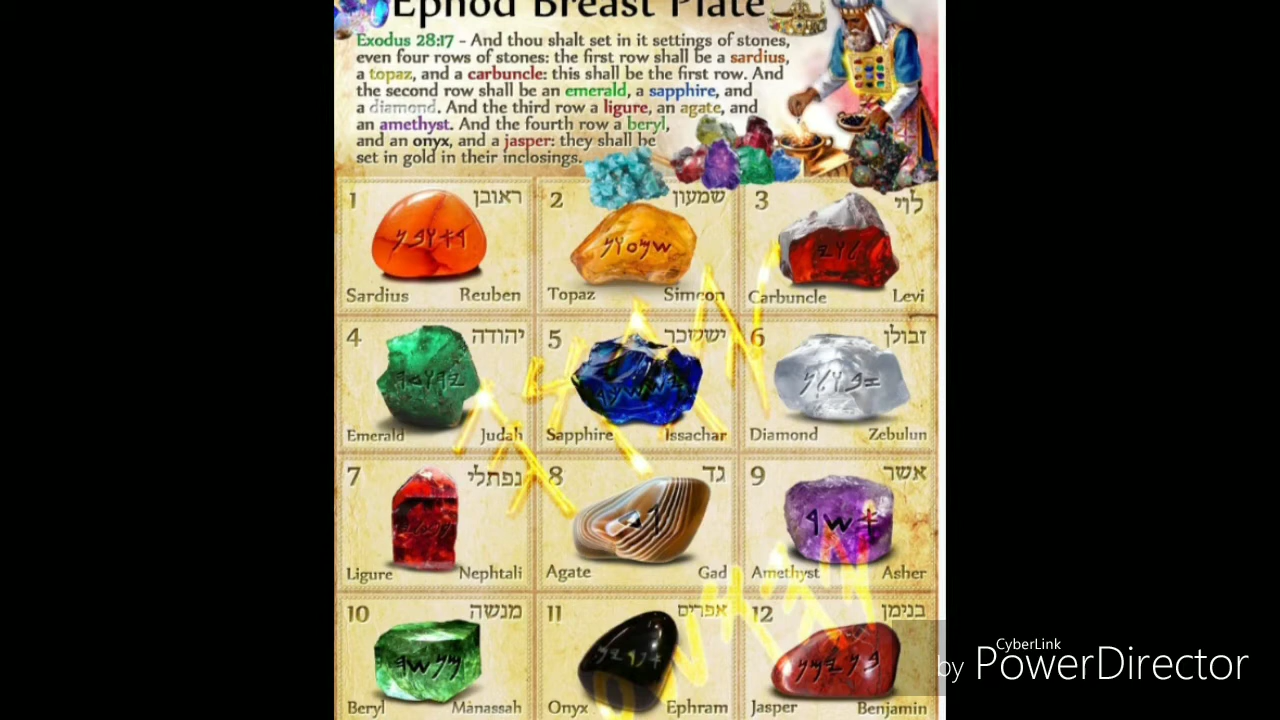 Ephod Breast Plate
Exodus 28:17 - And thou shalt set in it settings of stones,
even four rows of stones: the first row shall be a sardius,
a topaz, and a carbuncle: this shall be the first row. And
the second row shall be an emerald, a sapphire, and
a diamond. And the third row a ligure, an agate, and
an amethyst. And the fourth row a beryl,
and an onyx, and a jasper: they shall be
set in gold in their inclosings.
1 ראובן
Sardius Reuben
2 שמעון
Topaz Simeon
3 לוי
Carbuncle Levi
4 יהודה
Emerald Judah
5 יששכר
Sapphire Issachar
6 זבולן
Diamond Zebulun
7 נפתלי
Ligure Nephtali
8 גד
Agate Gad
9 אשר
Amethyst Asher
10 מנשה
Beryl Manassah
11 אפרים
Onyx Ephram
12 בנימן
Jasper Benjamin
CyberLink
by PowerDirector